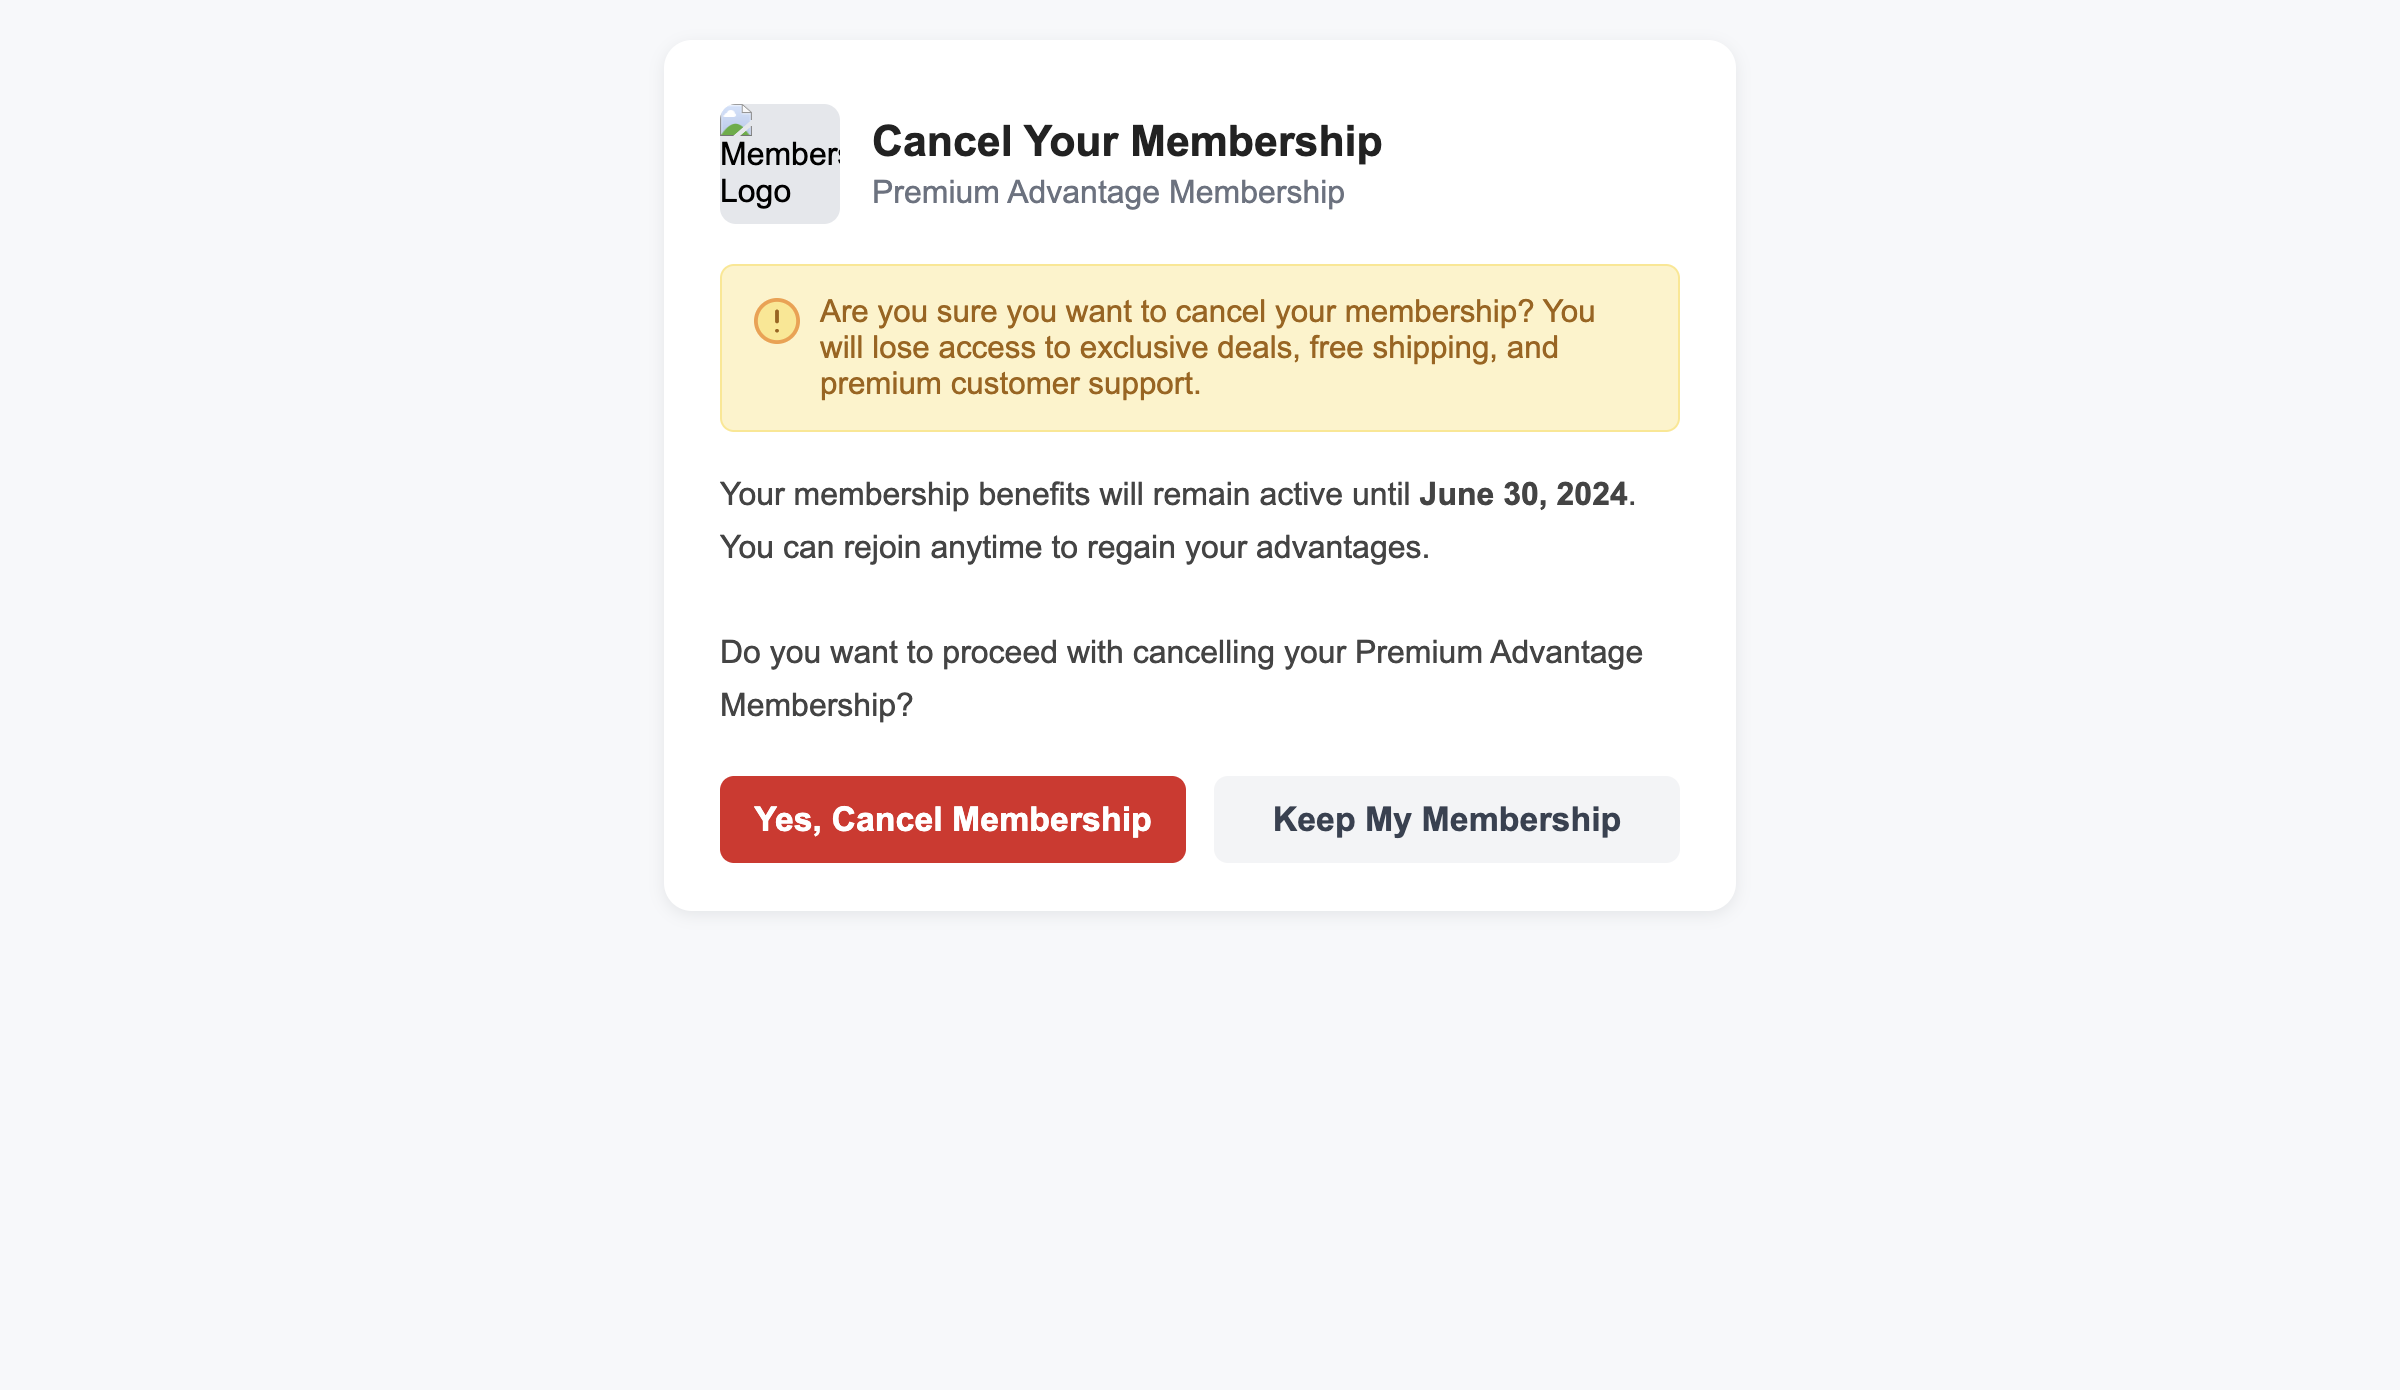 Cancel Your Membership
Premium Advantage Membership
Logo
Are you sure you want to cancel your membership? You
will lose access to exclusive deals, free shipping, and
premium customer support.
Your membership benefits will remain active until June 30, 2024.
You can rejoin anytime to regain your advantages.
Do you want to proceed with cancelling your Premium Advantage
Membership?
Yes, Cancel Membership
Keep My Membership